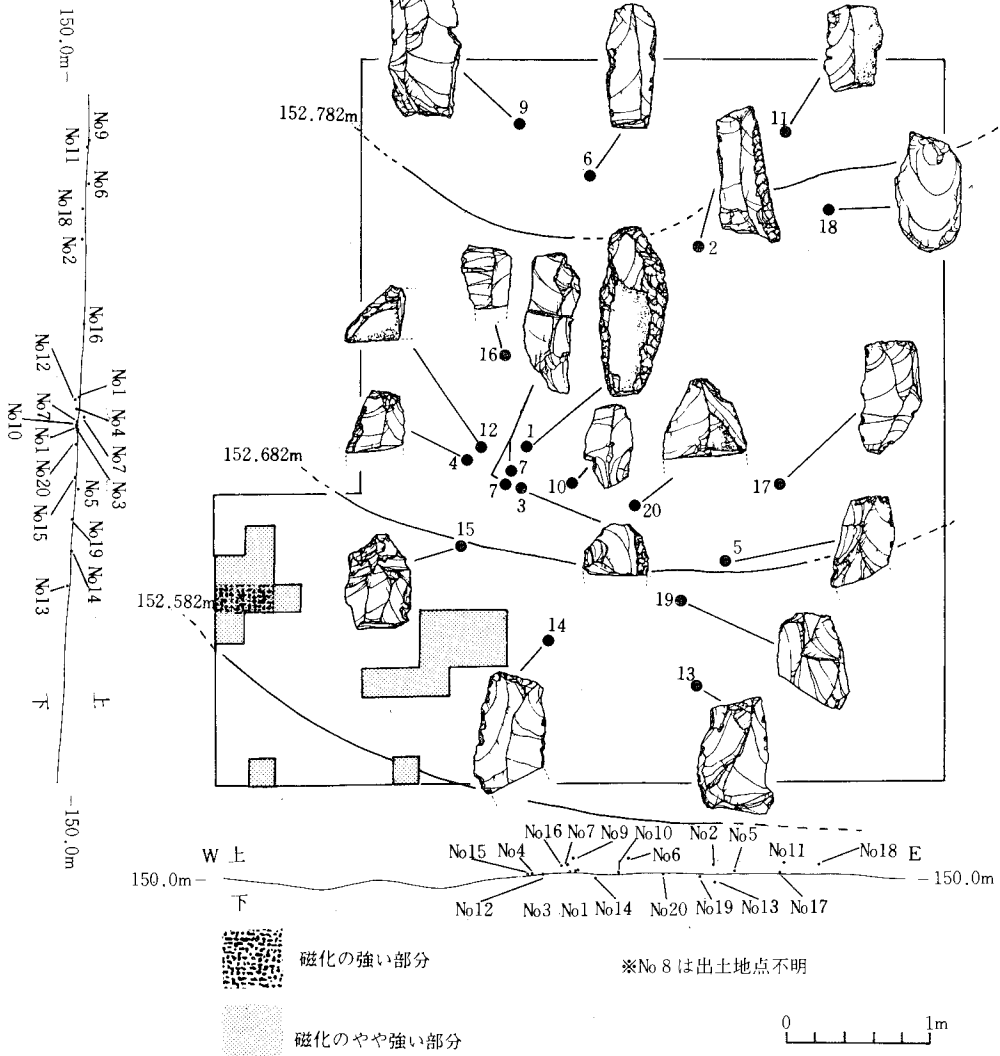 150.0m-
No9
No11
No6
No18
No2
No16
No12
No1
No7
No4
No10
No1
No7
No20
No3
No5
No15
No19
No14
No13
下
上
-150.0m
152.782m
9
6
11
2
18
16
12
1
4
7
152.682m
7
3
10
20
17
15
5
19
152.582m
14
13
No16 No7 No9 No10 No2 No5
W 上 No15 No4 No6 No11 No18 E
150.0m- -150.0m
下
No12 No3 No1 No14 No20 No19 No13 No17
磁化の強い部分
※No8は出土地点不明
磁化のやや強い部分
0 1m